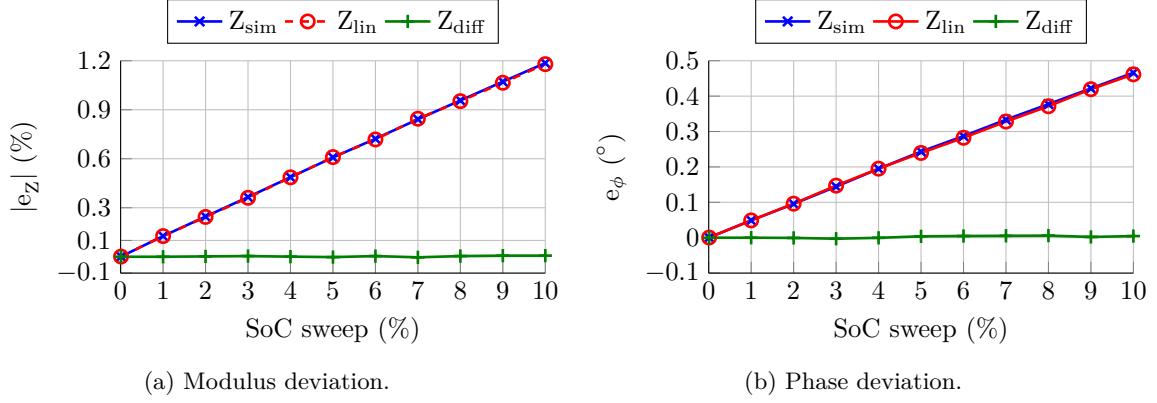 Z_sim Z_lin Z_diff
1.2
0.9
0.6
0.3
0.1
−0.1
|e_Z| (%)
0 1 2 3 4 5 6 7 8 9 10
SoC sweep (%)
(a) Modulus deviation.
Z_sim Z_lin Z_diff
0.5
0.4
0.3
0.2
0.1
0
−0.1
e_ϕ (°)
0 1 2 3 4 5 6 7 8 9 10
SoC sweep (%)
(b) Phase deviation.